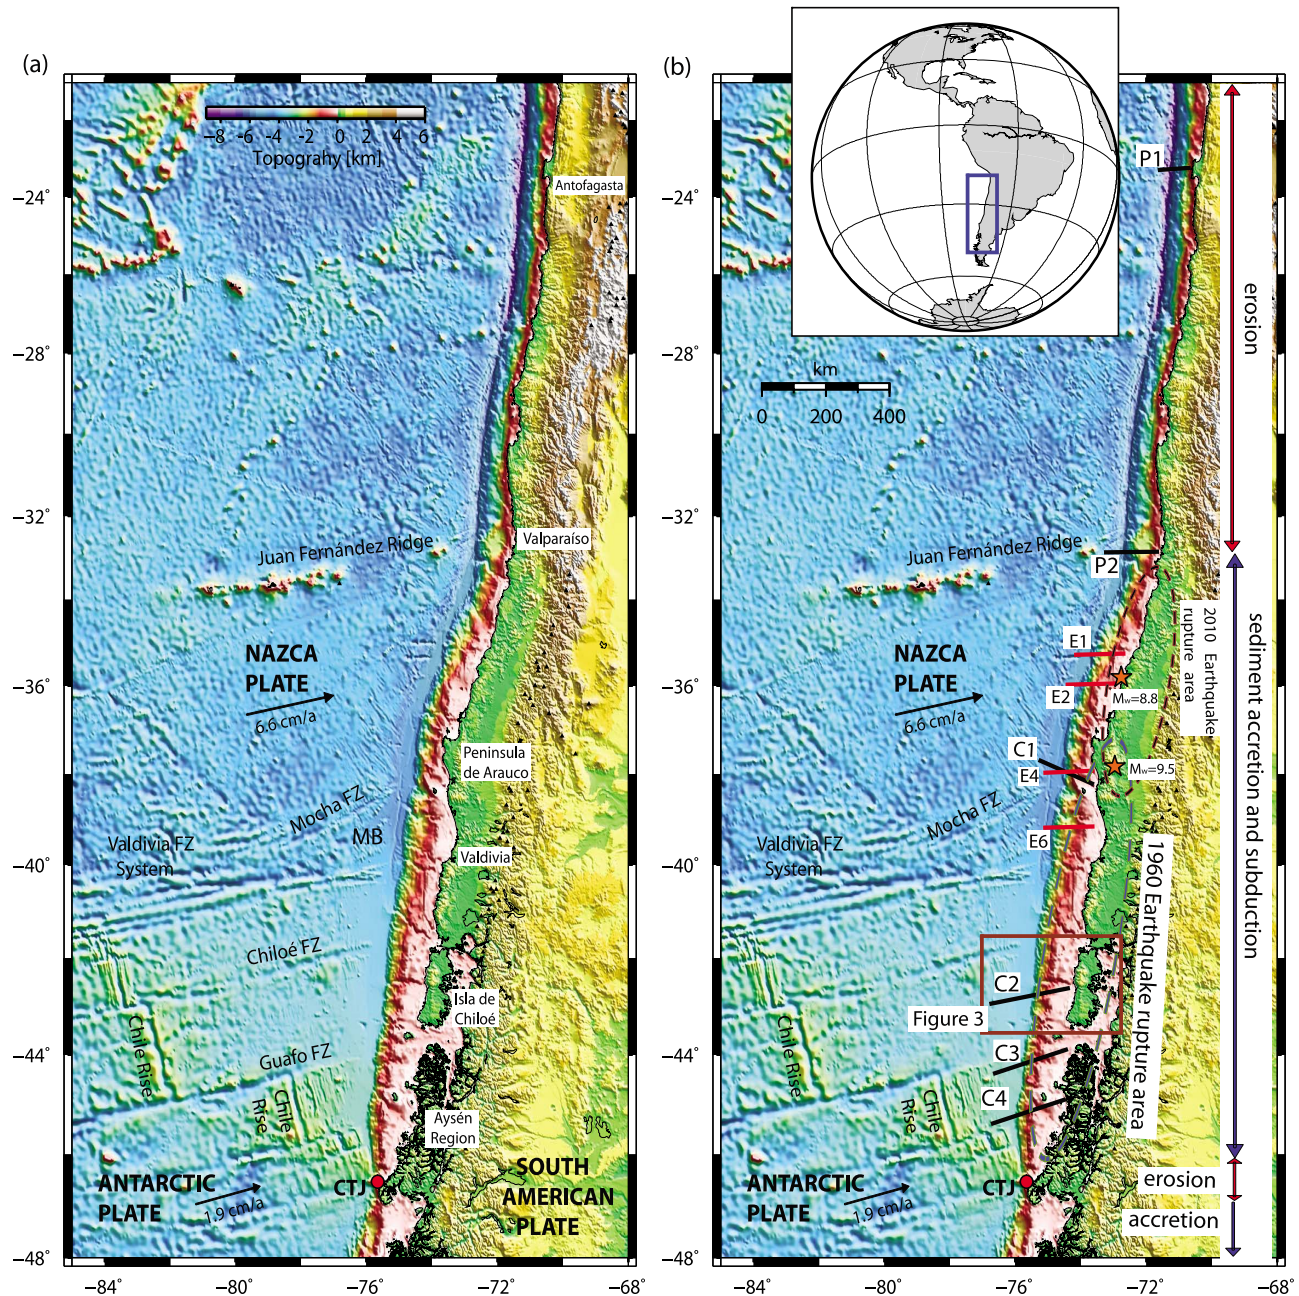 (a)
−8 −6 −4 −2 0 2 4 6
Topograhy [km]
Antofagasta
−24°
−28°
−32°
−36°
−40°
−44°
−48°
Juan Fernández Ridge
Valparaíso
NAZCA
PLATE
6.6 cm/a
Peninsula
de Arauco
Mocha FZ
MB
Valdivia FZ
System
Valdivia
Chiloé FZ
Isla de
Chiloé
Chile Rise
Guafo FZ
Chile
Rise
Aysén
Region
ANTARCTIC
PLATE
1.9 cm/a
CTJ
SOUTH
AMERICAN
PLATE
−84° −80° −76° −72° −68°
(b)
P1
−24°
−28°
−32°
−36°
−40°
−44°
−48°
km
0 200 400
erosion
Juan Fernández Ridge
P2
E1
E2
NAZCA
PLATE
6.6 cm/a
Mw=8.8
2010 Earthquake
rupture area
C1
E4
Mw=9.5
Mocha FZ
E6
Valdivia FZ
System
sediment accretion and subduction
1960 Earthquake rupture area
Chiloé FZ
C2
Figure 3
C3
C4
Chile Rise
Guafo FZ
Chile
Rise
ANTARCTIC
PLATE
1.9 cm/a
CTJ
erosion
accretion
−84° −80° −76° −72° −68°